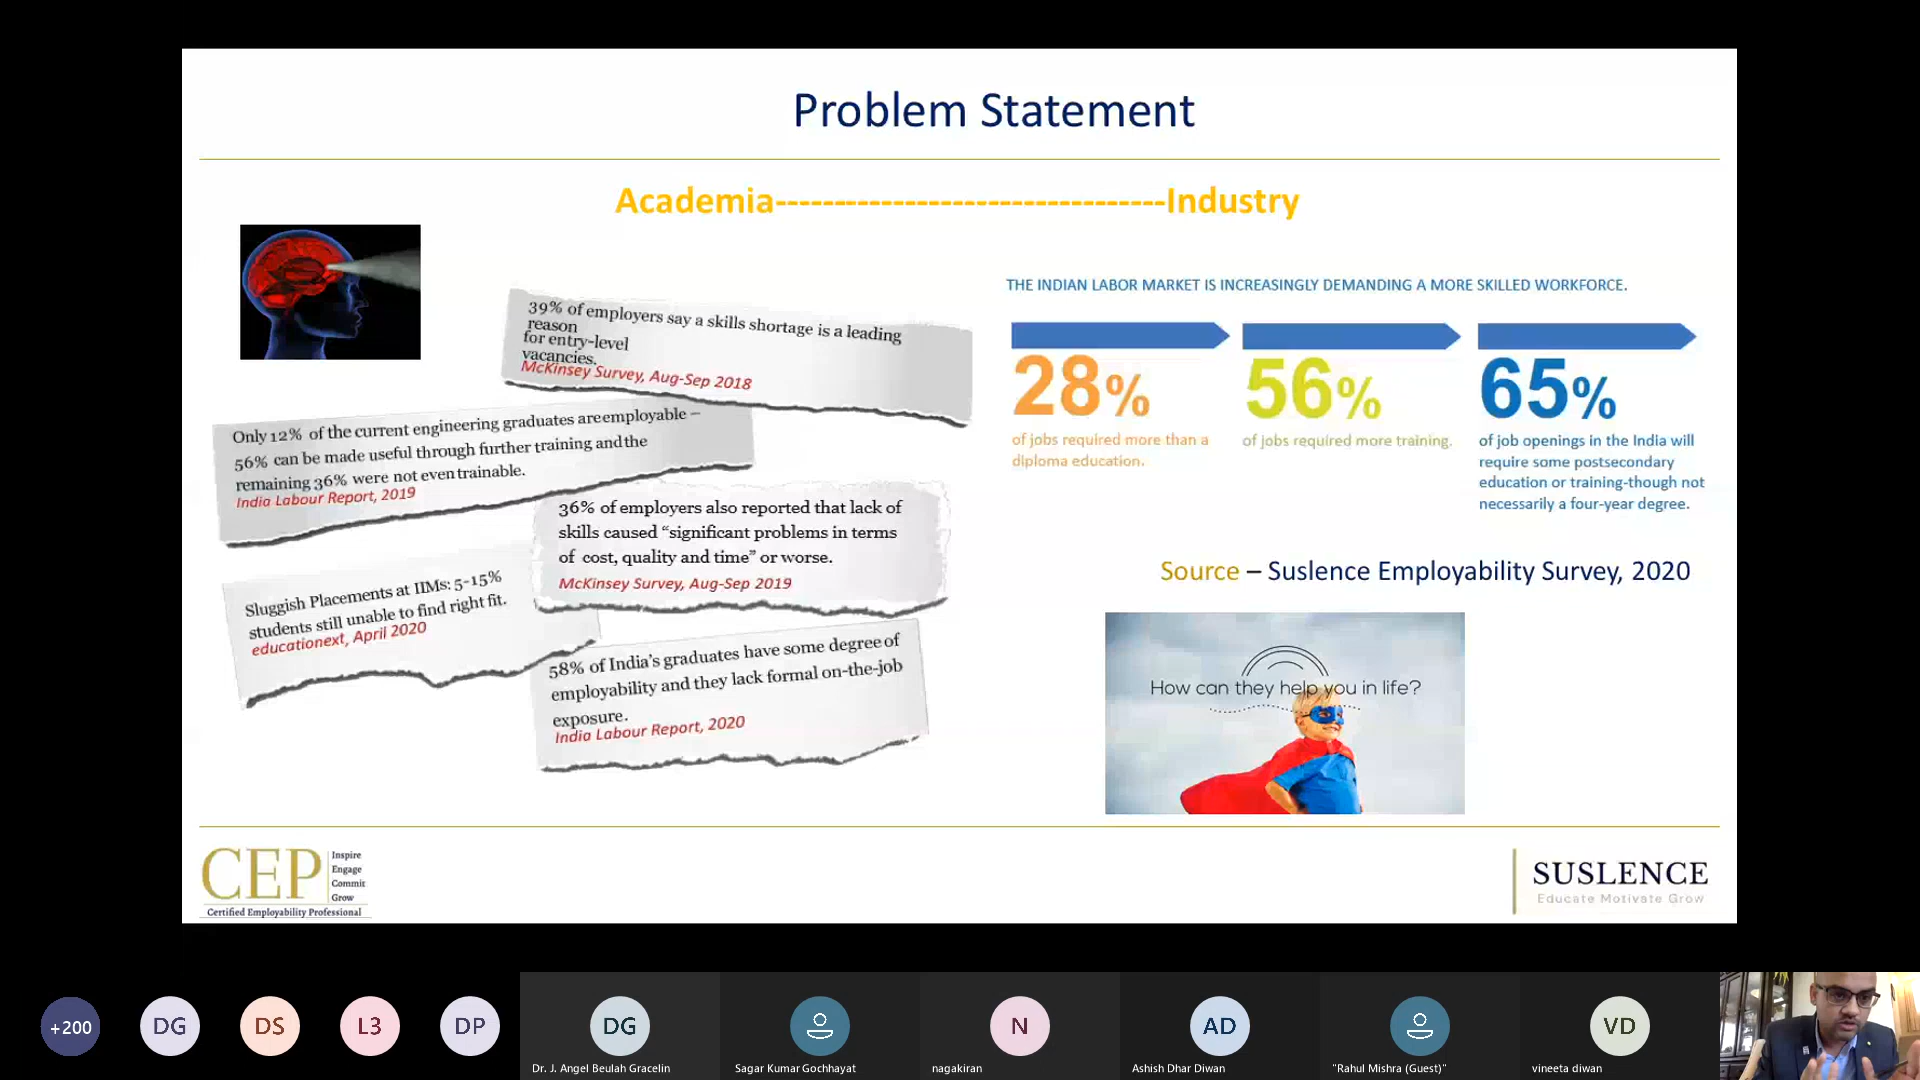 Problem Statement
Academia--------------------------------Industry
39% of employers say a skills shortage is a leading
reason
for entry-level
vacancies.
McKinsey Survey, Aug-Sep 2018
Only 12% of the current engineering graduates are employable –
56% can be made useful through further training and the
remaining 36% were not even trainable.
India Labour Report, 2019
36% of employers also reported that lack of
skills caused “significant problems in terms
of cost, quality and time” or worse.
McKinsey Survey, Aug-Sep 2019
Sluggish Placements at IIMs: 5-15%
students still unable to find right fit.
educationext, April 2020
58% of India’s graduates have some degree of
employability and they lack formal on-the-job
exposure.
India Labour Report, 2020
THE INDIAN LABOR MARKET IS INCREASINGLY DEMANDING A MORE SKILLED WORKFORCE.
28%
of jobs required more than a
diploma education.
56%
of jobs required more training.
65%
of job openings in the India will
require some postsecondary
education or training-though not
necessarily a four-year degree.
Source – Suslence Employability Survey, 2020
How can they help you in life?
CEP
Inspire
Engage
Commit
Grow
Certified Employability Professional
SUSLENCE
Educate Motivate Grow
+200
DG
DS
L3
DP
DG
Dr. J. Angel Beulah Gracelin
Sagar Kumar Gochhayat
N
nagakiran
AD
Ashish Dhar Diwan
"Rahul Mishra (Guest)"
VD
vineeta diwan